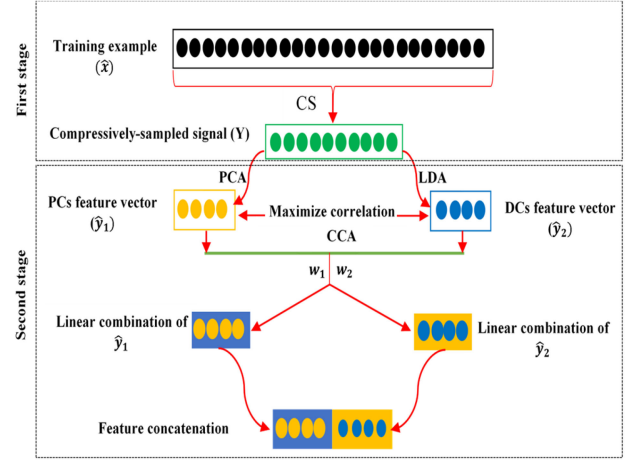 First stage
Training example
(x̂)
CS
Compressively-sampled signal (Y)
Second stage
PCA
LDA
PCs feature vector
(ŷ₁)
Maximize correlation
DCs feature vector
(ŷ₂)
CCA
w₁ w₂
Linear combination of
ŷ₁
Linear combination of
ŷ₂
Feature concatenation